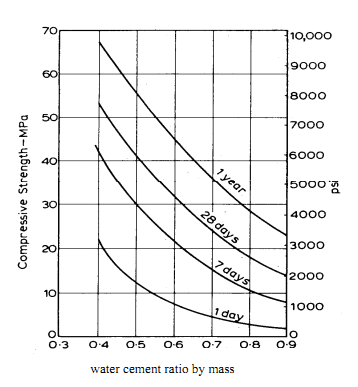 70
60
50
40
30
20
10
0
Compressive Strength–MPa
10,000
9000
8000
7000
6000
5000
4000
3000
2000
1000
0
psi
1 year
28 days
7 days
1 day
0·3 0·4 0·5 0·6 0·7 0·8 0·9
water cement ratio by mass